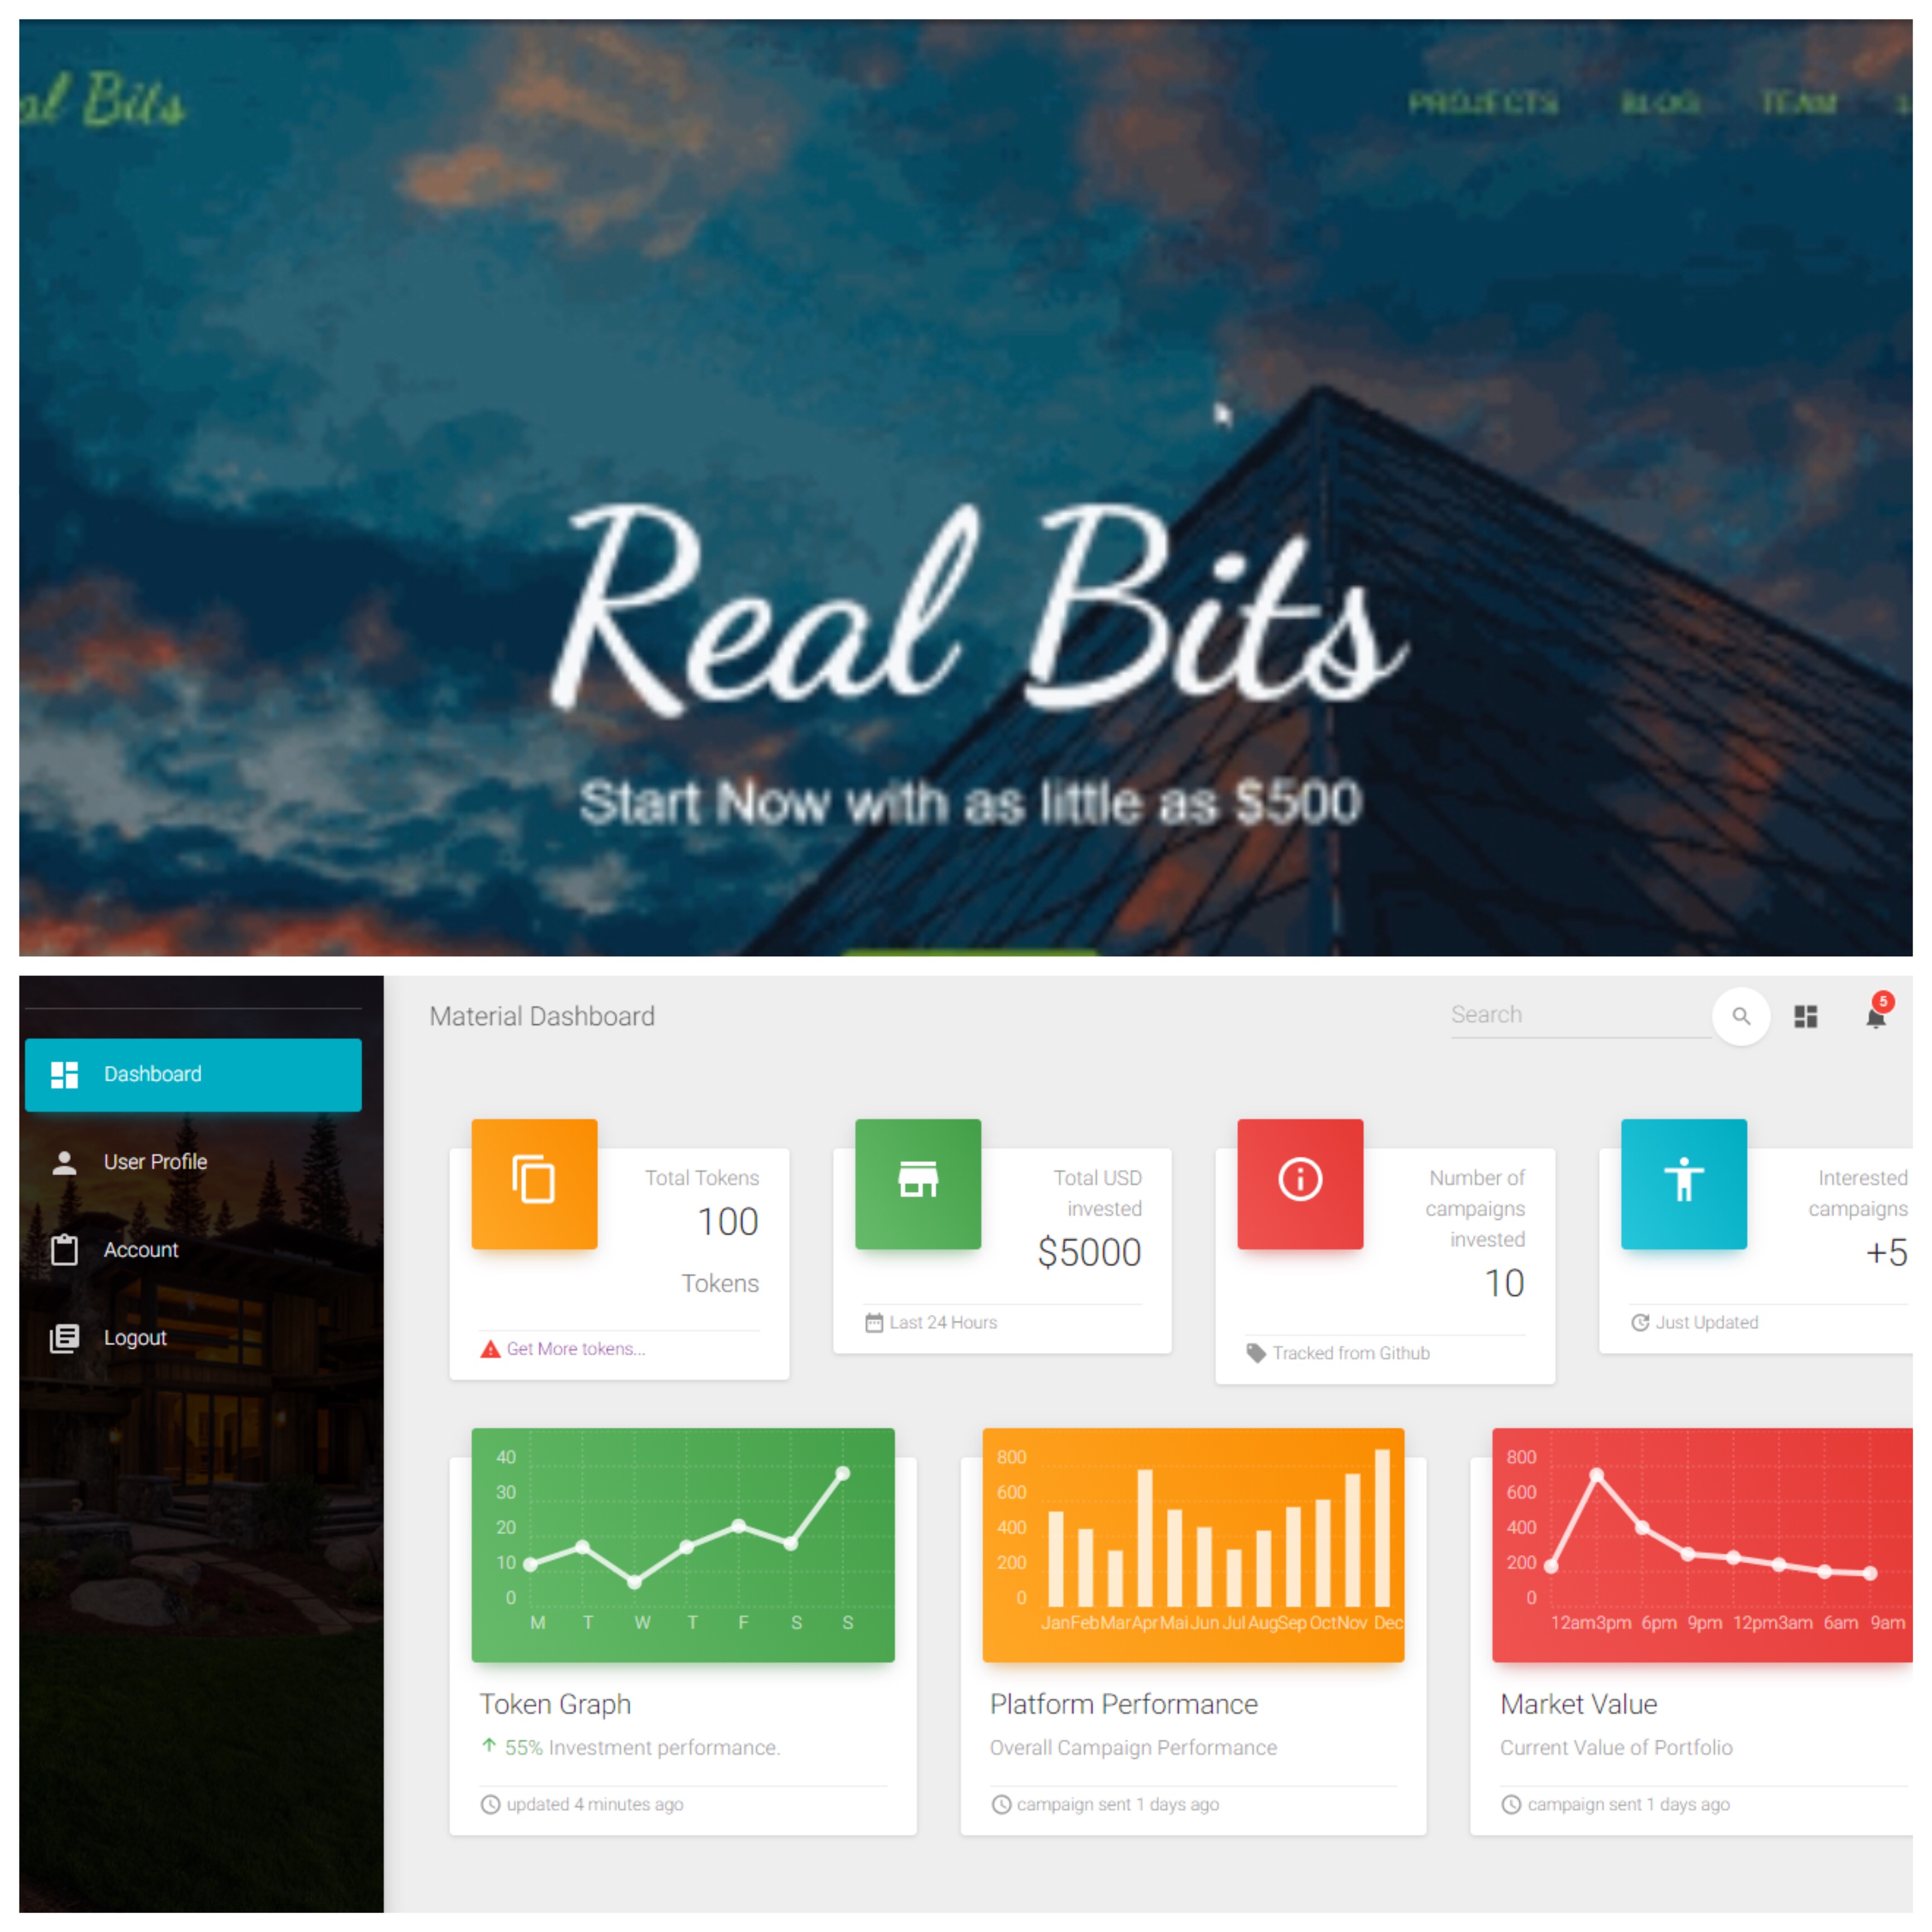 al Bits
PROJECTS BLOG TEAM
Real Bits
Start Now with as little as $500
Material Dashboard
Search
5
Dashboard
User Profile
Account
Logout
Total Tokens
100
Tokens
Get More tokens...
Total USD
invested
$5000
Last 24 Hours
Number of
campaigns
invested
10
Tracked from Github
Interested
campaigns
+5
Just Updated
40
30
20
10
0
M T W T F S S
Token Graph
55% Investment performance.
updated 4 minutes ago
800
600
400
200
0
Jan Feb Mar Apr Mai Jun Jul Aug Sep Oct Nov Dec
Platform Performance
Overall Campaign Performance
campaign sent 1 days ago
800
600
400
200
0
12am 3pm 6pm 9pm 12pm 3am 6am 9am
Market Value
Current Value of Portfolio
campaign sent 1 days ago